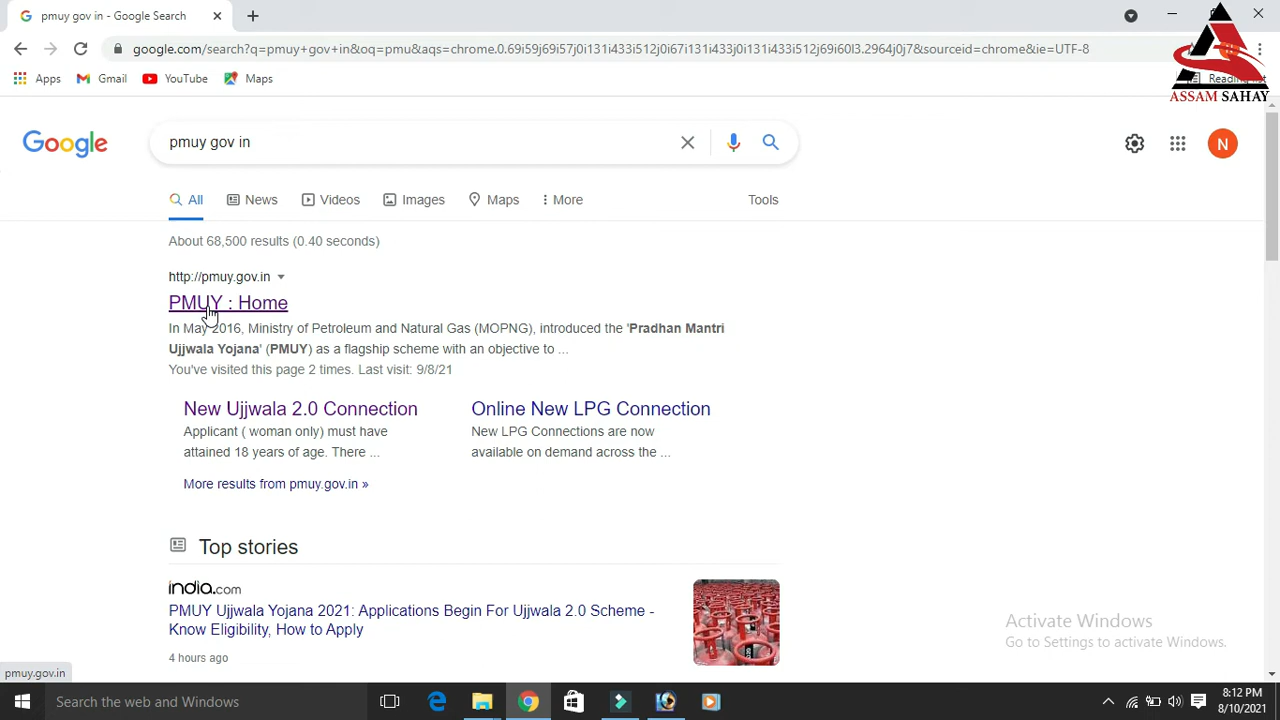 pmuy gov in - Google Search
google.com/search?q=pmuy+gov+in&oq=pmu&aqs=chrome.0.69i59j69i57j0i131i433i512j0i67i131i433j0i131i433i512j69i60l3.2964j0j7&sourceid=chrome&ie=UTF-8
Apps Gmail YouTube Maps Reading list
ASSAM SAHAY
Google pmuy gov in N
All News Videos Images Maps More Tools
About 68,500 results (0.40 seconds)
http://pmuy.gov.in
PMUY : Home
In May 2016, Ministry of Petroleum and Natural Gas (MOPNG), introduced the 'Pradhan Mantri
Ujjwala Yojana' (PMUY) as a flagship scheme with an objective to ...
You've visited this page 2 times. Last visit: 9/8/21
New Ujjwala 2.0 Connection
Applicant ( woman only) must have
attained 18 years of age. There ...
Online New LPG Connection
New LPG Connections are now
available on demand across the ...
More results from pmuy.gov.in »
Top stories
india.com
PMUY Ujjwala Yojana 2021: Applications Begin For Ujjwala 2.0 Scheme -
Know Eligibility, How to Apply
4 hours ago
Activate Windows
Go to Settings to activate Windows.
pmuy.gov.in
Search the web and Windows
8:12 PM
8/10/2021